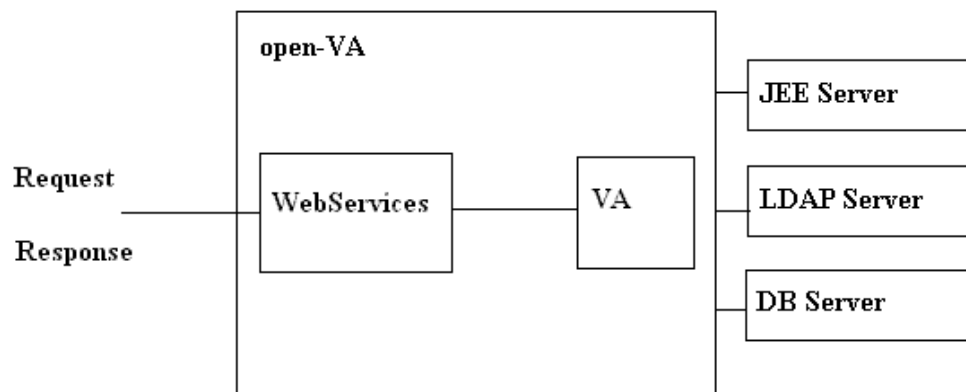 open-VA
JEE Server
Request
WebServices
VA
LDAP Server
Response
DB Server